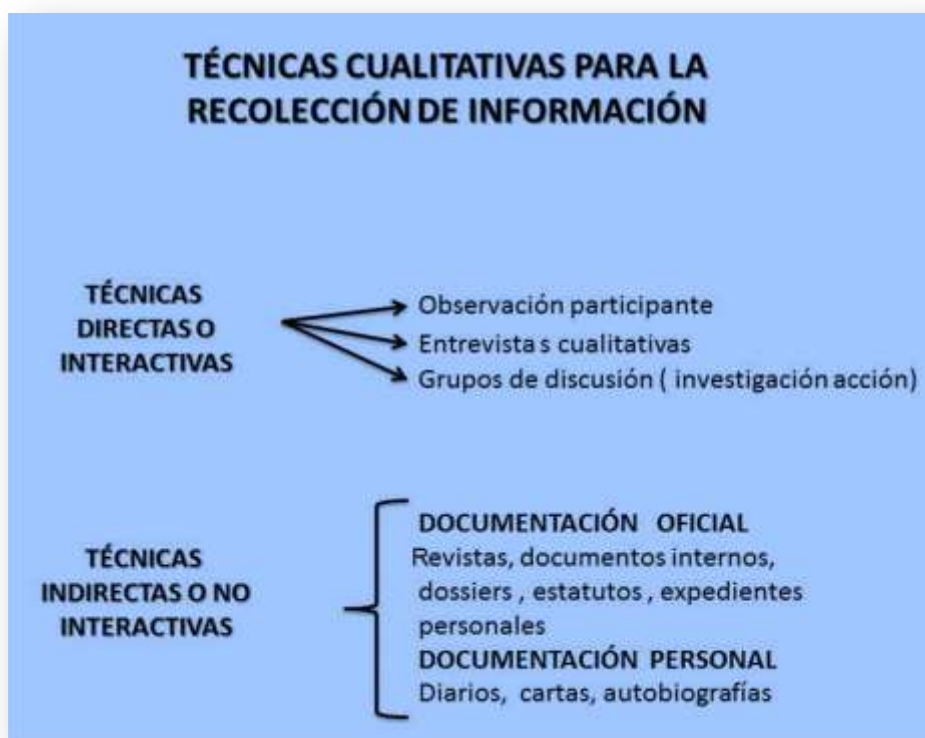 TÉCNICAS CUALITATIVAS PARA LA
RECOLECCIÓN DE INFORMACIÓN
TÉCNICAS
DIRECTAS O
INTERACTIVAS
Observación participante
Entrevista s cualitativas
Grupos de discusión ( investigación acción)
TÉCNICAS
INDIRECTAS O NO
INTERACTIVAS
DOCUMENTACIÓN OFICIAL
Revistas, documentos internos,
dossiers , estatutos , expedientes
personales
DOCUMENTACIÓN PERSONAL
Diarios, cartas, autobiografías